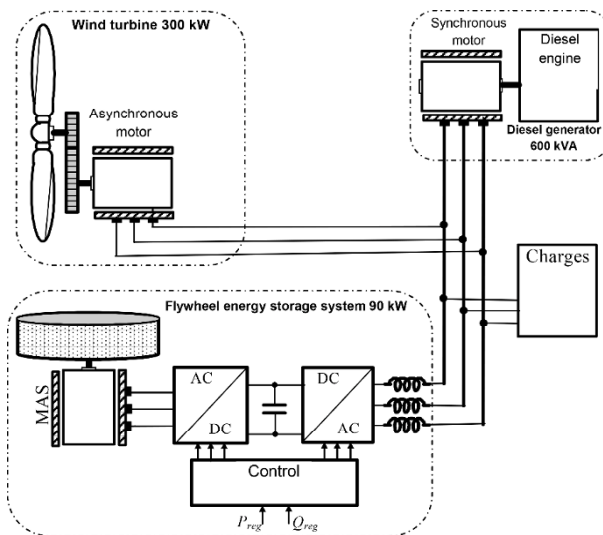 Wind turbine 300 kW
Asynchronous
motor
Synchronous
motor
Diesel
engine
Diesel generator
600 kVA
Charges
Flywheel energy storage system 90 kW
MAS
AC
DC
DC
AC
Control
Preg
Qreg